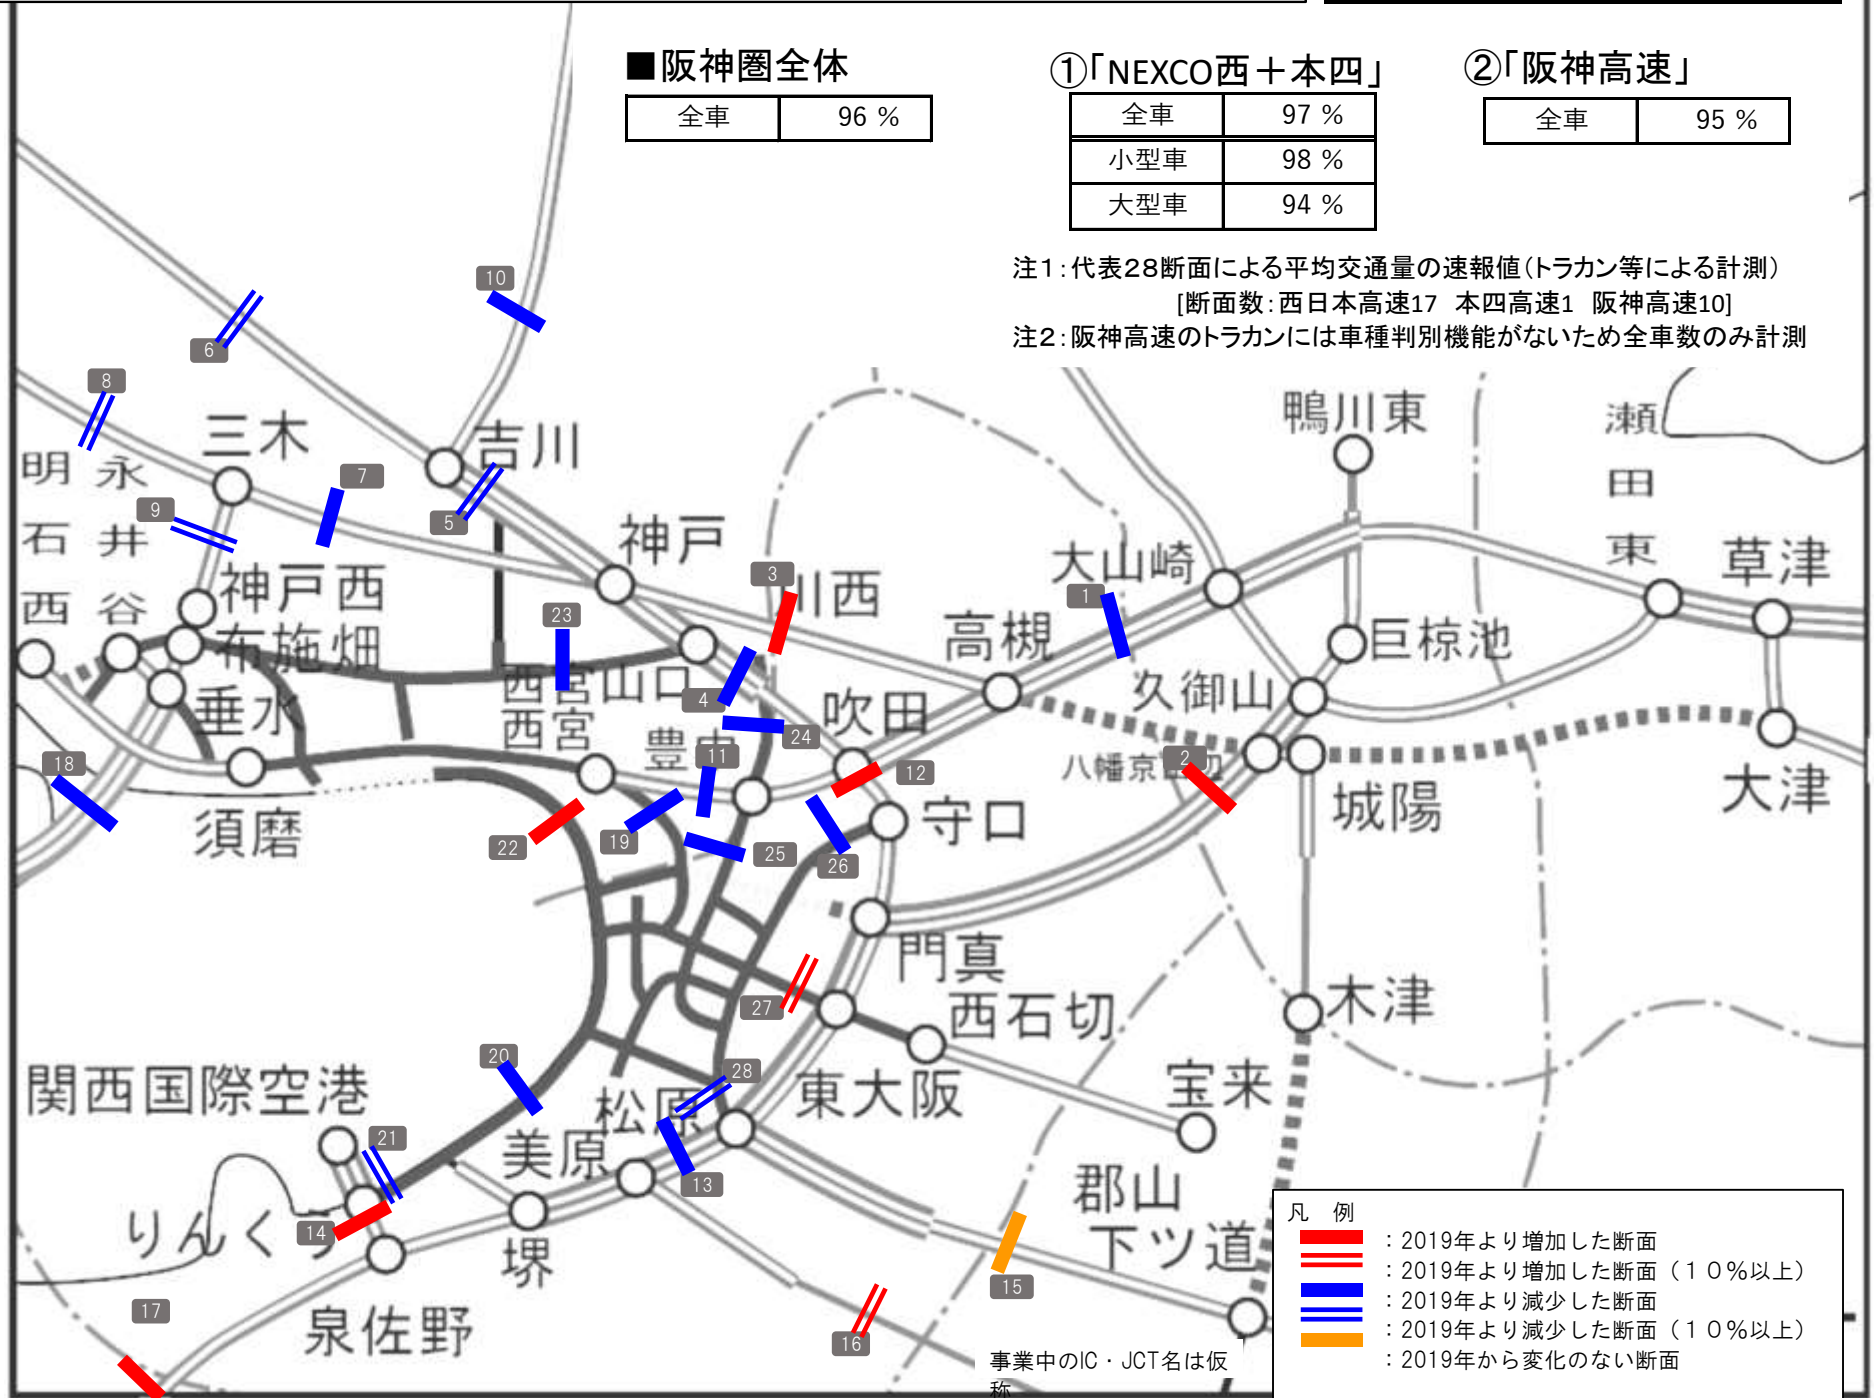 ■阪神圏全体
全車 96 %
①「NEXCO西＋本四」
全車 97 %
小型車 98 %
大型車 94 %
②「阪神高速」
全車 95 %
注1：代表28断面による平均交通量の速報値（トラカン等による計測）
[断面数：西日本高速17 本四高速1 阪神高速10]
注2：阪神高速のトラカンには車種判別機能がないため全車数のみ計測
10
6
8
三木
吉川
鴨川東
瀬田東
明石西
永井谷
7
9
5
神戸
大山崎
草津
神戸西
3
川西
1
布施畑
23
高槻
巨椋池
西宮山口
4
久御山
垂水
西宮
24
吹田
豊中
11
18
12
八幡京田辺
2
大津
須磨
22
19
25
26
守口
城陽
門真
27
西石切
木津
関西国際空港
20
松原
28
東大阪
宝来
21
美原
13
郡山下ツ道
りんくう
14
堺
15
17
泉佐野
16
事業中のIC・JCT名は仮
称
凡 例
：2019年より増加した断面
：2019年より増加した断面（１０％以上）
：2019年より減少した断面
：2019年より減少した断面（１０％以上）
：2019年から変化のない断面